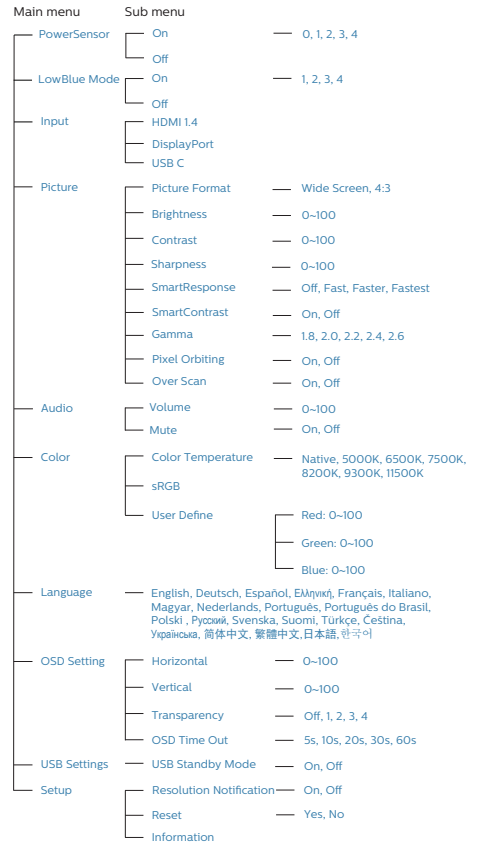 Main menu Sub menu
PowerSensor On 0, 1, 2, 3, 4
Off
LowBlue Mode On 1, 2, 3, 4
Off
Input HDMI 1.4
DisplayPort
USB C
Picture Picture Format Wide Screen, 4:3
Brightness 0~100
Contrast 0~100
Sharpness 0~100
SmartResponse Off, Fast, Faster, Fastest
SmartContrast On, Off
Gamma 1.8, 2.0, 2.2, 2.4, 2.6
Pixel Orbiting On, Off
Over Scan On, Off
Audio Volume 0~100
Mute On, Off
Color Color Temperature Native, 5000K, 6500K, 7500K,
8200K, 9300K, 11500K
sRGB
User Define Red: 0~100
Green: 0~100
Blue: 0~100
Language English, Deutsch, Español, Ελληνική, Français, Italiano,
Magyar, Nederlands, Português, Português do Brasil,
Polski , Русский, Svenska, Suomi, Türkçe, Čeština,
Українська, 简体中文, 繁體中文,日本語,한국어
OSD Setting Horizontal 0~100
Vertical 0~100
Transparency Off, 1, 2, 3, 4
OSD Time Out 5s, 10s, 20s, 30s, 60s
USB Settings USB Standby Mode On, Off
Setup Resolution Notification On, Off
Reset Yes, No
Information